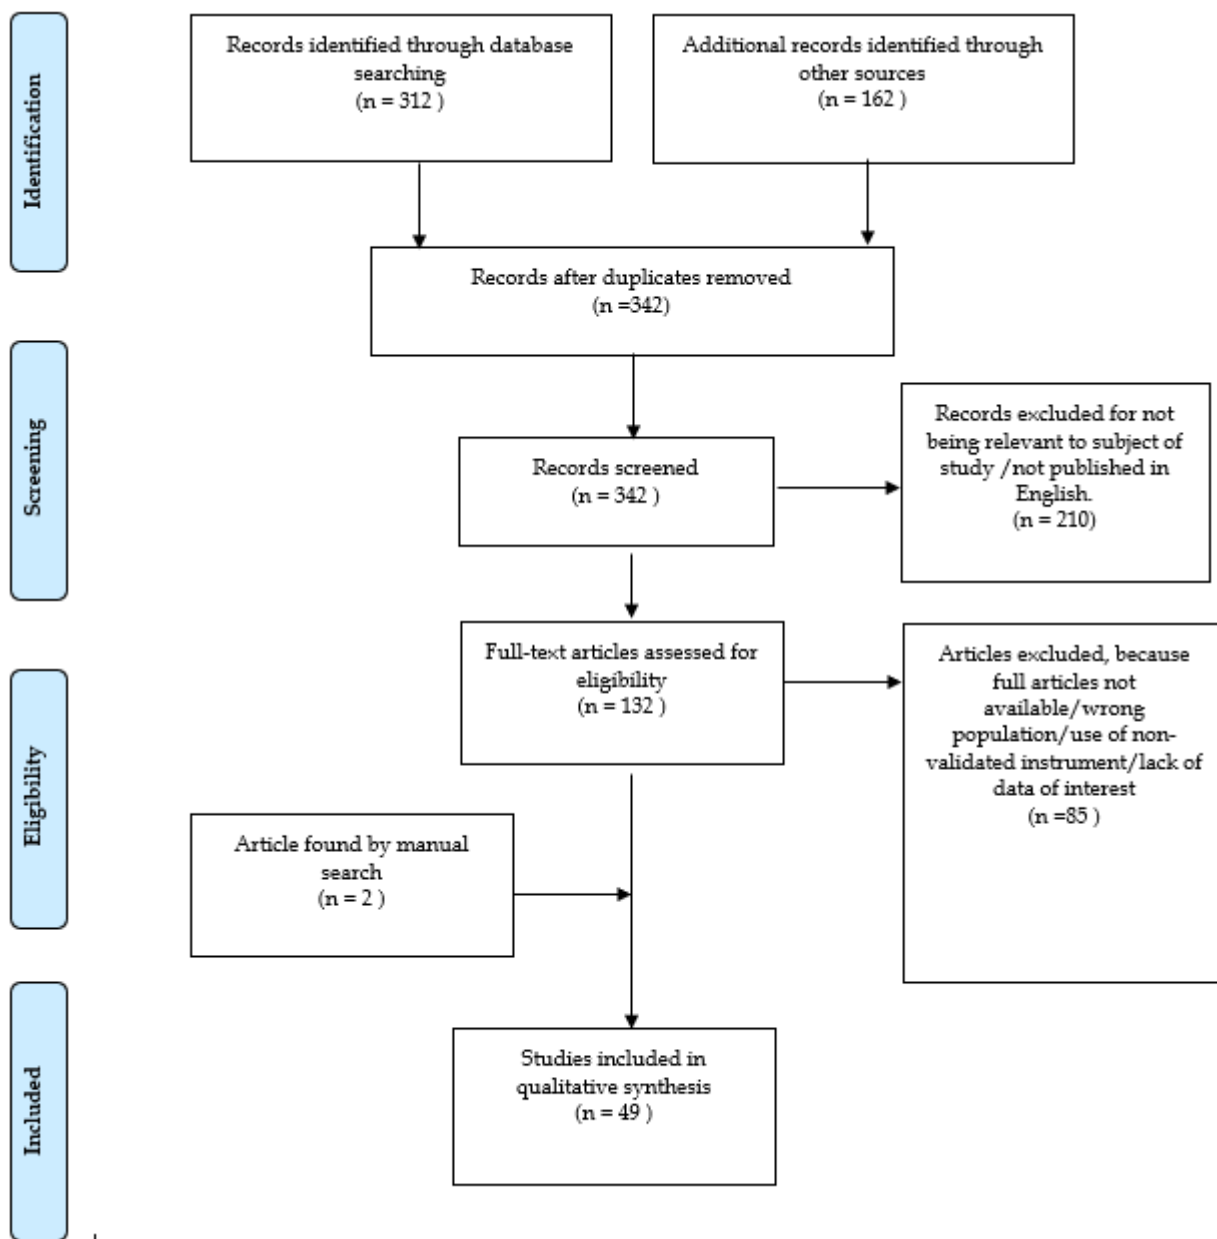 Identification
Records identified through database
searching
(n = 312 )
Additional records identified through
other sources
(n = 162 )
Records after duplicates removed
(n =342)
Screening
Records screened
(n = 342 )
Records excluded for not
being relevant to subject of
study /not published in
English.
(n = 210)
Eligibility
Full-text articles assessed for
eligibility
(n = 132 )
Articles excluded, because
full articles not
available/wrong
population/use of non-
validated instrument/lack of
data of interest
(n =85 )
Article found by manual
search
(n = 2 )
Included
Studies included in
qualitative synthesis
(n = 49 )